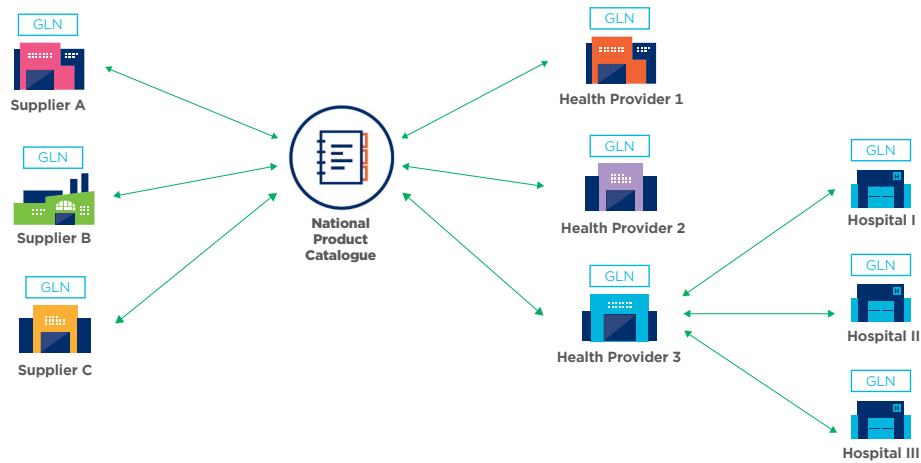 GLN
Supplier A
GLN
Supplier B
GLN
Supplier C
National
Product
Catalogue
GLN
Health Provider 1
GLN
Health Provider 2
GLN
Health Provider 3
GLN
H
Hospital I
GLN
H
Hospital II
GLN
H
Hospital III